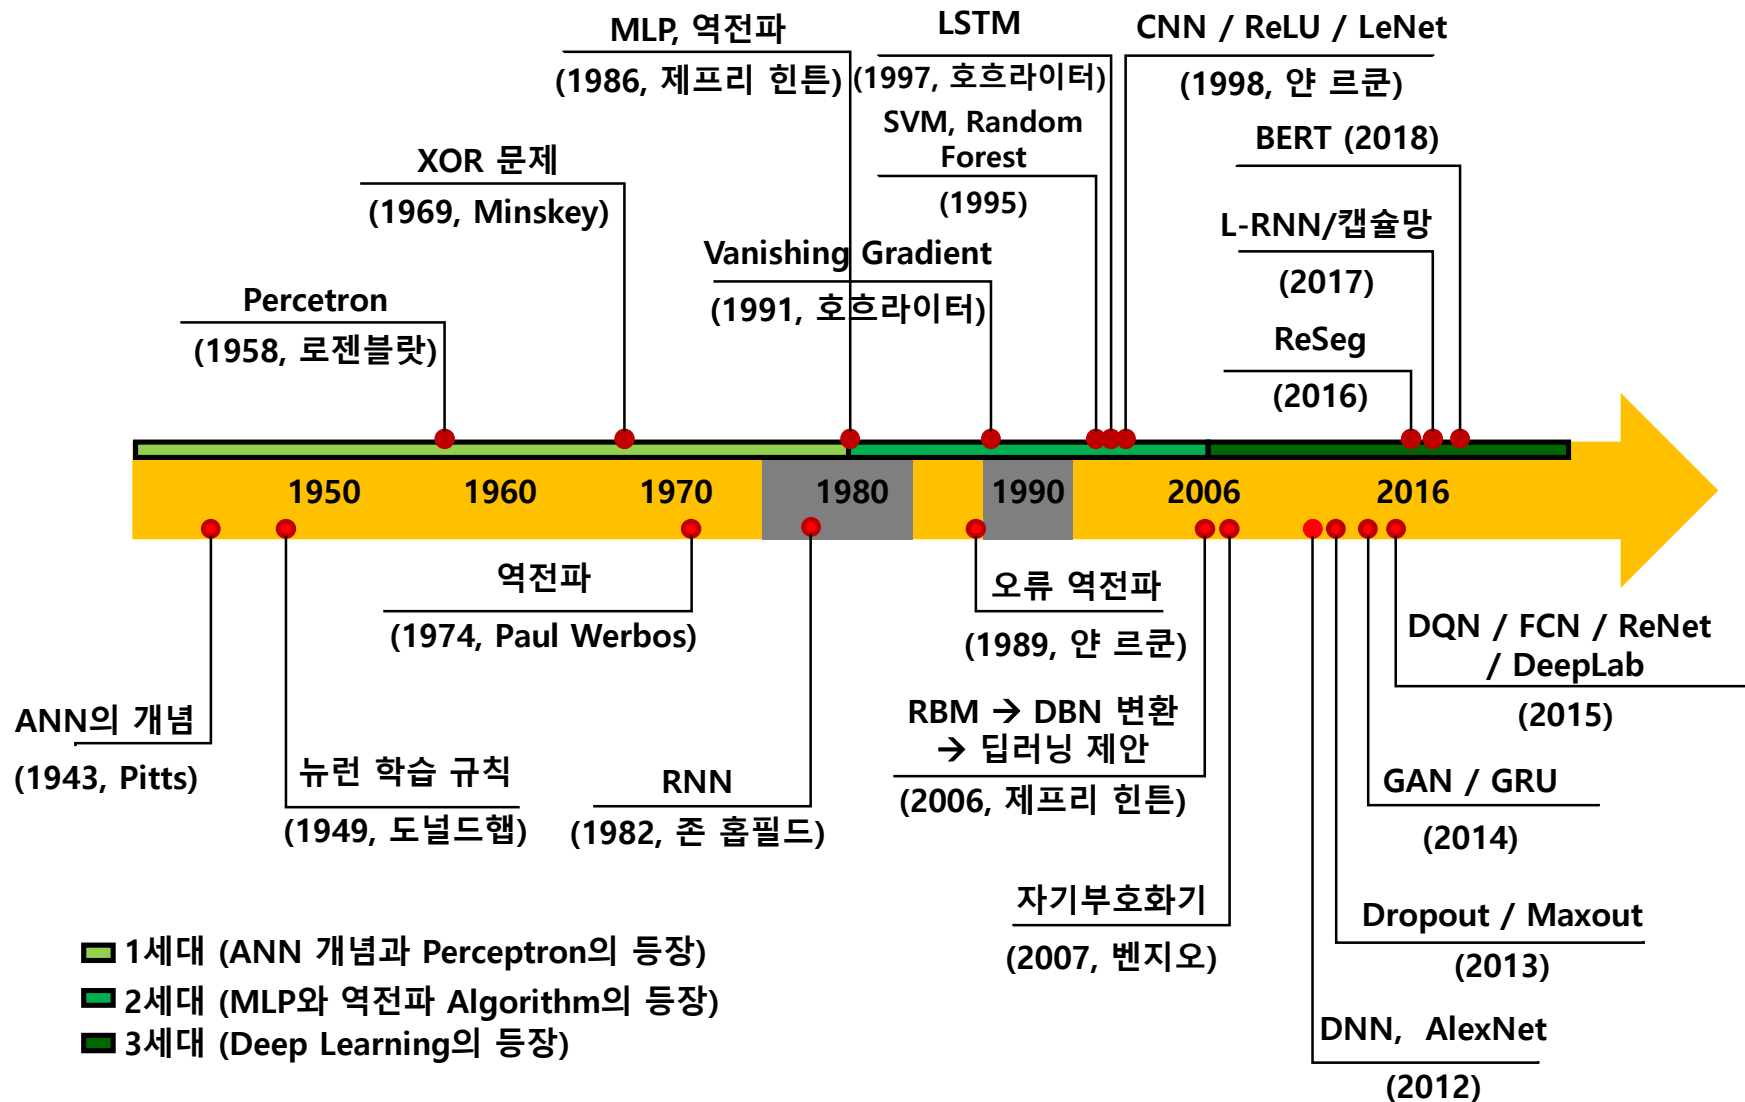 MLP, 역전파
(1986, 제프리 힌튼)
LSTM
(1997, 호흐라이터)
CNN / ReLU / LeNet
(1998, 얀 르쿤)
SVM, Random
Forest
(1995)
BERT (2018)
XOR 문제
(1969, Minskey)
L-RNN/캡슐망
(2017)
Vanishing Gradient
(1991, 호흐라이터)
Percetron
(1958, 로젠블랏)
ReSeg
(2016)
1950
1960
1970
1980
1990
2006
2016
역전파
(1974, Paul Werbos)
오류 역전파
(1989, 얀 르쿤)
DQN / FCN / ReNet
/ DeepLab
(2015)
ANN의 개념
(1943, Pitts)
뉴런 학습 규칙
(1949, 도널드햅)
RNN
(1982, 존 홉필드)
RBM → DBN 변환
→ 딥러닝 제안
(2006, 제프리 힌튼)
GAN / GRU
(2014)
자기부호화기
(2007, 벤지오)
Dropout / Maxout
(2013)
DNN, AlexNet
(2012)
1세대 (ANN 개념과 Perceptron의 등장)
2세대 (MLP와 역전파 Algorithm의 등장)
3세대 (Deep Learning의 등장)